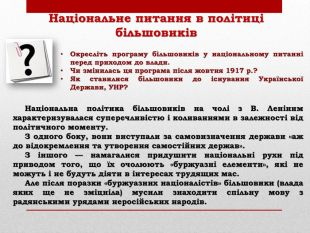 Національне питання в політиці
більшовиків
• Окресліть програму більшовиків у національному питанні
перед приходом до влади.
• Чи змінилась ця програма після жовтня 1917 р.?
• Як ставилися більшовики до існування Української
Держави, УНР?
Національна політика більшовиків на чолі з В. Леніним
характеризувалася суперечливістю і коливаннями в залежності від
політичного моменту.
З одного боку, вони виступали за самовизначення держави «аж
до відокремлення та утворення самостійних держав».
З іншого — намагалися придушити національні рухи під
приводом того, що їх очолюють «буржуазні елементи», які не
можуть і не будуть діяти в інтересах трудящих мас.
Але після поразки «буржуазних націоналістів» більшовики (влада
яких ще не зміцніла) змусили знаходити спільну мову з
радянськими урядами неросійських народів.